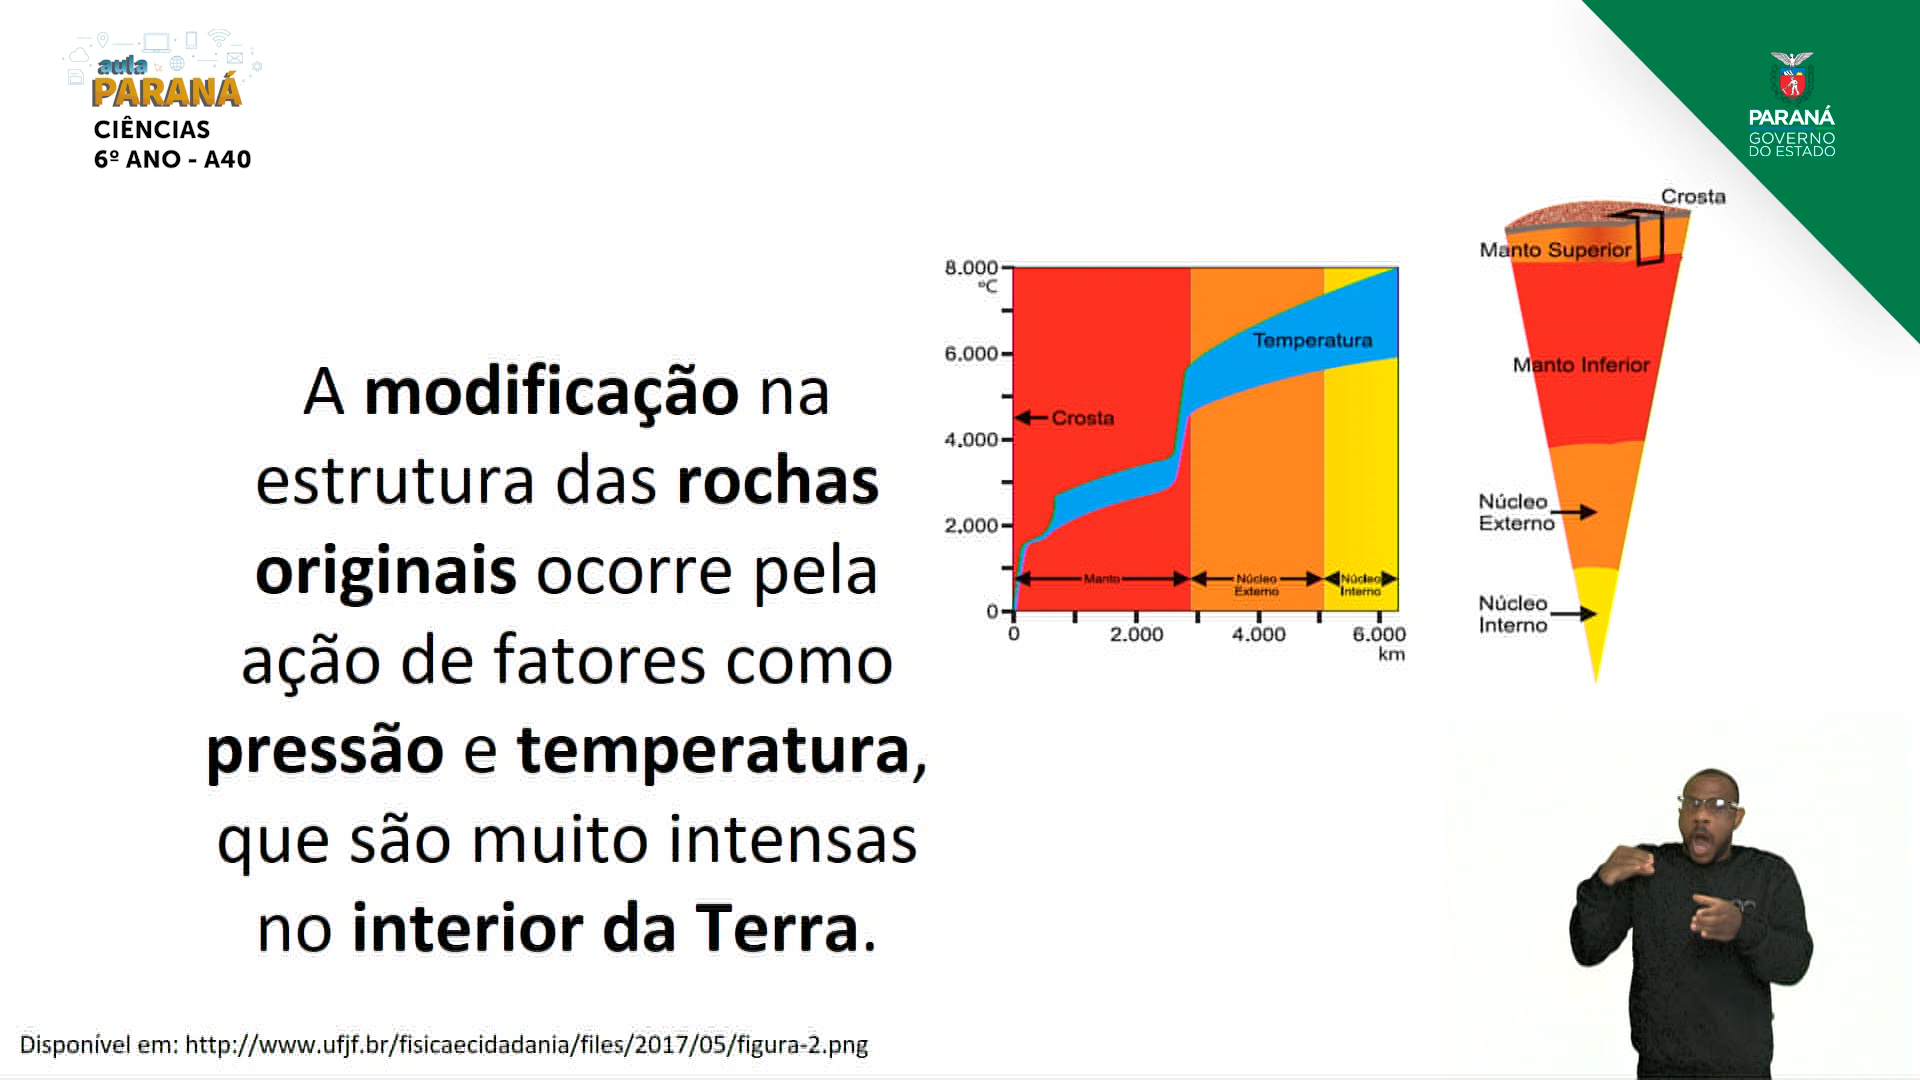 aula
PARANÁ
CIÊNCIAS
6º ANO - A40
PARANÁ
GOVERNO
DO ESTADO
A modificação na
estrutura das rochas
originais ocorre pela
ação de fatores como
pressão e temperatura,
que são muito intensas
no interior da Terra.
8.000
ºC
6.000
4.000
2.000
0
Temperatura
Crosta
Manto
Núcleo
Externo
Núcleo
Interno
0 2.000 4.000 6.000
km
Crosta
Manto Superior
Manto Inferior
Núcleo
Externo
Núcleo
Interno
Disponível em: http://www.ufjf.br/fisicaecidadania/files/2017/05/figura-2.png